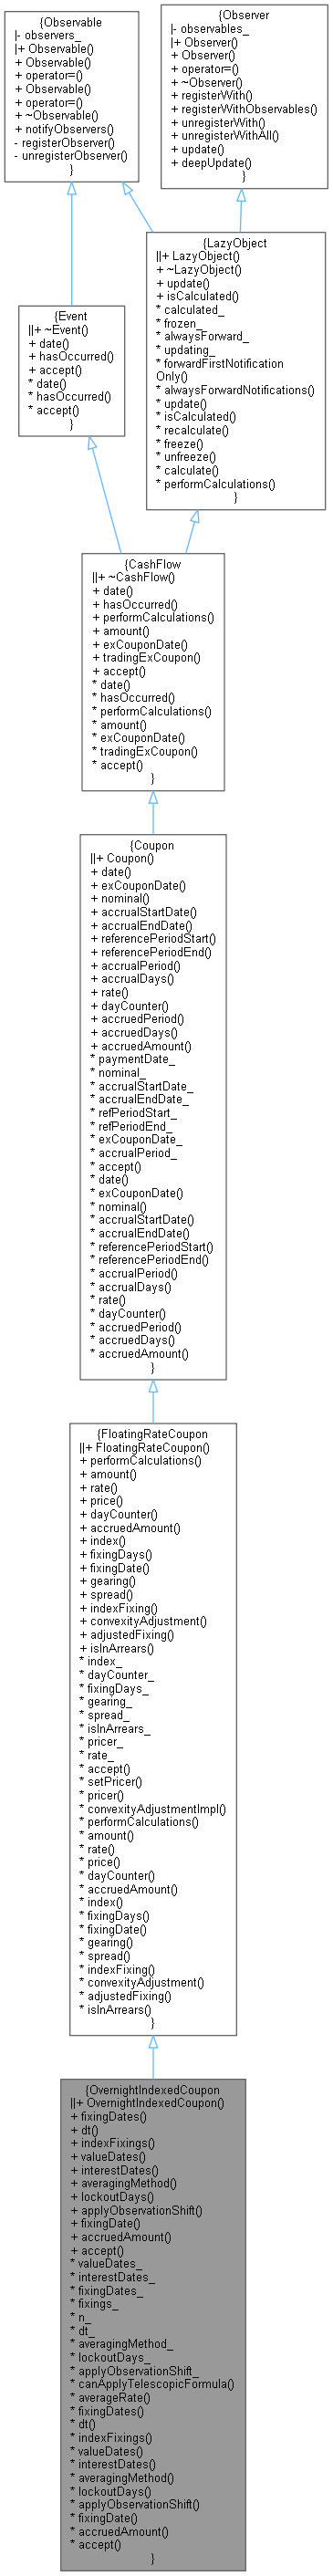 {Observable
|- observers_
|+ Observable()
+ Observable()
+ operator=()
+ Observable()
+ operator=()
+ ~Observable()
+ notifyObservers()
- registerObserver()
- unregisterObserver()
}
{Observer
|- observables_
|+ Observer()
+ Observer()
+ operator=()
+ ~Observer()
+ registerWith()
+ registerWithObservables()
+ unregisterWith()
+ unregisterWithAll()
+ update()
+ deepUpdate()
}
{LazyObject
||+ LazyObject()
+ ~LazyObject()
+ update()
+ isCalculated()
* calculated_
* frozen_
* alwaysForward_
* updating_
* forwardFirstNotification
Only()
* alwaysForwardNotifications()
* update()
* isCalculated()
* recalculate()
* freeze()
* unfreeze()
* calculate()
* performCalculations()
}
{Event
||+ ~Event()
+ date()
+ hasOccurred()
+ accept()
* date()
* hasOccurred()
* accept()
}
{CashFlow
||+ ~CashFlow()
+ date()
+ hasOccurred()
+ performCalculations()
+ amount()
+ exCouponDate()
+ tradingExCoupon()
+ accept()
* date()
* hasOccurred()
* performCalculations()
* amount()
* exCouponDate()
* tradingExCoupon()
* accept()
}
{Coupon
||+ Coupon()
+ date()
+ exCouponDate()
+ nominal()
+ accrualStartDate()
+ accrualEndDate()
+ referencePeriodStart()
+ referencePeriodEnd()
+ accrualPeriod()
+ accrualDays()
+ rate()
+ dayCounter()
+ accruedPeriod()
+ accruedDays()
+ accruedAmount()
* paymentDate_
* nominal_
* accrualStartDate_
* accrualEndDate_
* refPeriodStart_
* refPeriodEnd_
* exCouponDate_
* accrualPeriod_
* accept()
* date()
* exCouponDate()
* nominal()
* accrualStartDate()
* accrualEndDate()
* referencePeriodStart()
* referencePeriodEnd()
* accrualPeriod()
* accrualDays()
* rate()
* dayCounter()
* accruedPeriod()
* accruedDays()
* accruedAmount()
}
{FloatingRateCoupon
||+ FloatingRateCoupon()
+ performCalculations()
+ amount()
+ rate()
+ price()
+ dayCounter()
+ accruedAmount()
+ index()
+ fixingDays()
+ fixingDate()
+ gearing()
+ spread()
+ indexFixing()
+ convexityAdjustment()
+ adjustedFixing()
+ isInArrears()
* index_
* dayCounter_
* fixingDays_
* gearing_
* spread_
* isInArrears_
* pricer_
* rate_
* accept()
* setPricer()
* pricer()
* convexityAdjustmentImpl()
* performCalculations()
* amount()
* rate()
* price()
* dayCounter()
* accruedAmount()
* index()
* fixingDays()
* fixingDate()
* gearing()
* spread()
* indexFixing()
* convexityAdjustment()
* adjustedFixing()
* isInArrears()
}
{OvernightIndexedCoupon
||+ OvernightIndexedCoupon()
+ fixingDates()
+ dt()
+ indexFixings()
+ valueDates()
+ interestDates()
+ averagingMethod()
+ lockoutDays()
+ applyObservationShift()
+ fixingDate()
+ accruedAmount()
+ accept()
* valueDates_
* interestDates_
* fixingDates_
* fixings_
* n_
* dt_
* averagingMethod_
* lockoutDays_
* applyObservationShift_
* canApplyTelescopicFormula()
* averageRate()
* fixingDates()
* dt()
* indexFixings()
* valueDates()
* interestDates()
* averagingMethod()
* lockoutDays()
* applyObservationShift()
* fixingDate()
* accruedAmount()
* accept()
}